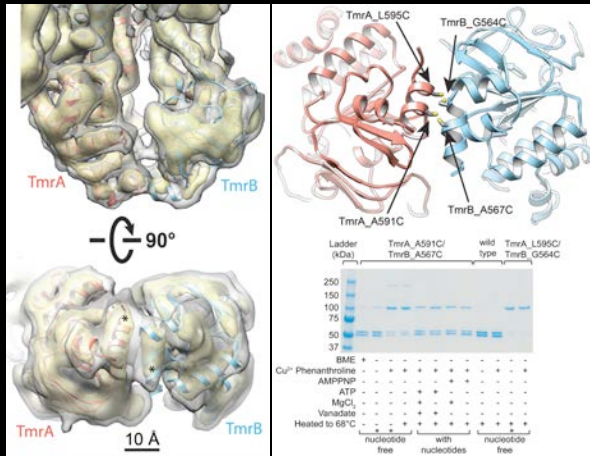 TmrA
TmrB
90°
TmrA
TmrB
10 Å
TmrA_L595C
TmrB_G564C
TmrA_A591C
TmrB_A567C
Ladder
(kDa)
TmrA_A591C/
TmrB_A567C
wild
type
TmrA_L595C/
TmrB_G564C
250
150
100
75
50
37
BME
Cu²⁺ Phenanthroline
AMPPNP
ATP
MgCl₂
Vanadate
Heated to 68°C
nucleotide
free
with
nucleotides
nucleotide
free